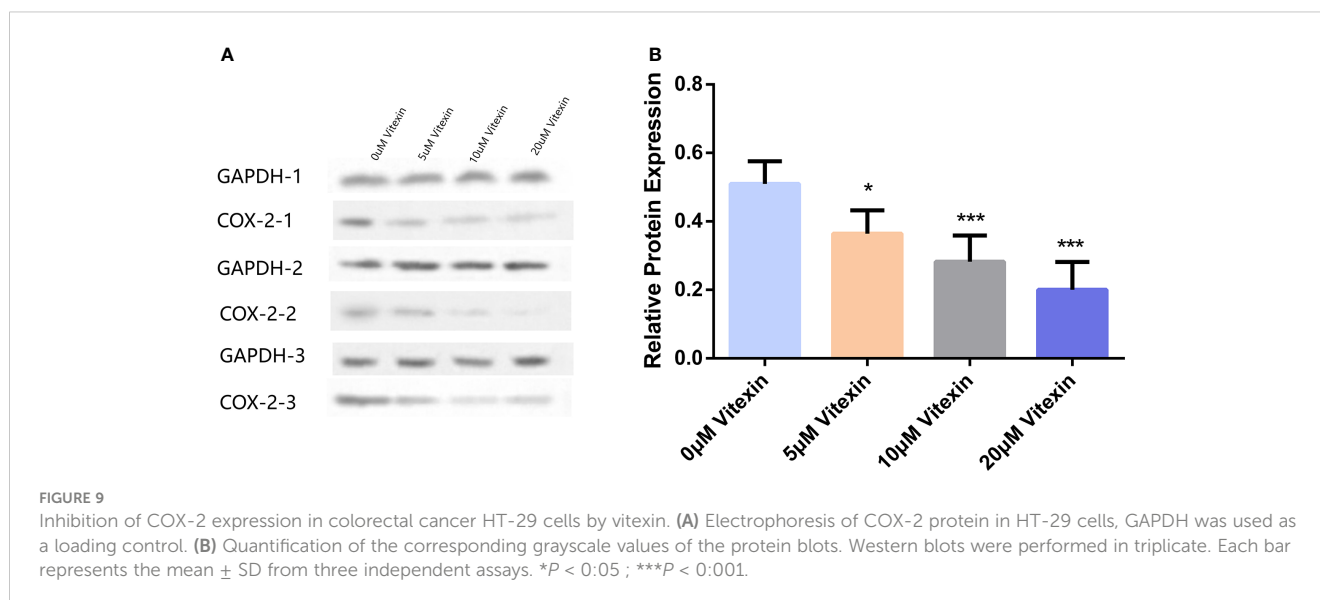 A
0uM Vitexin
5uM Vitexin
10uM Vitexin
20uM Vitexin
GAPDH-1
COX-2-1
GAPDH-2
COX-2-2
GAPDH-3
COX-2-3
B
Relative Protein Expression
0.8
0.6
0.4
0.2
0.0
*
***
***
0µM Vitexin
5µM Vitexin
10µM Vitexin
20µM Vitexin
FIGURE 9
Inhibition of COX-2 expression in colorectal cancer HT-29 cells by vitexin. (A) Electrophoresis of COX-2 protein in HT-29 cells, GAPDH was used as
a loading control. (B) Quantification of the corresponding grayscale values of the protein blots. Western blots were performed in triplicate. Each bar
represents the mean ± SD from three independent assays. *P < 0:05 ; ***P < 0:001.